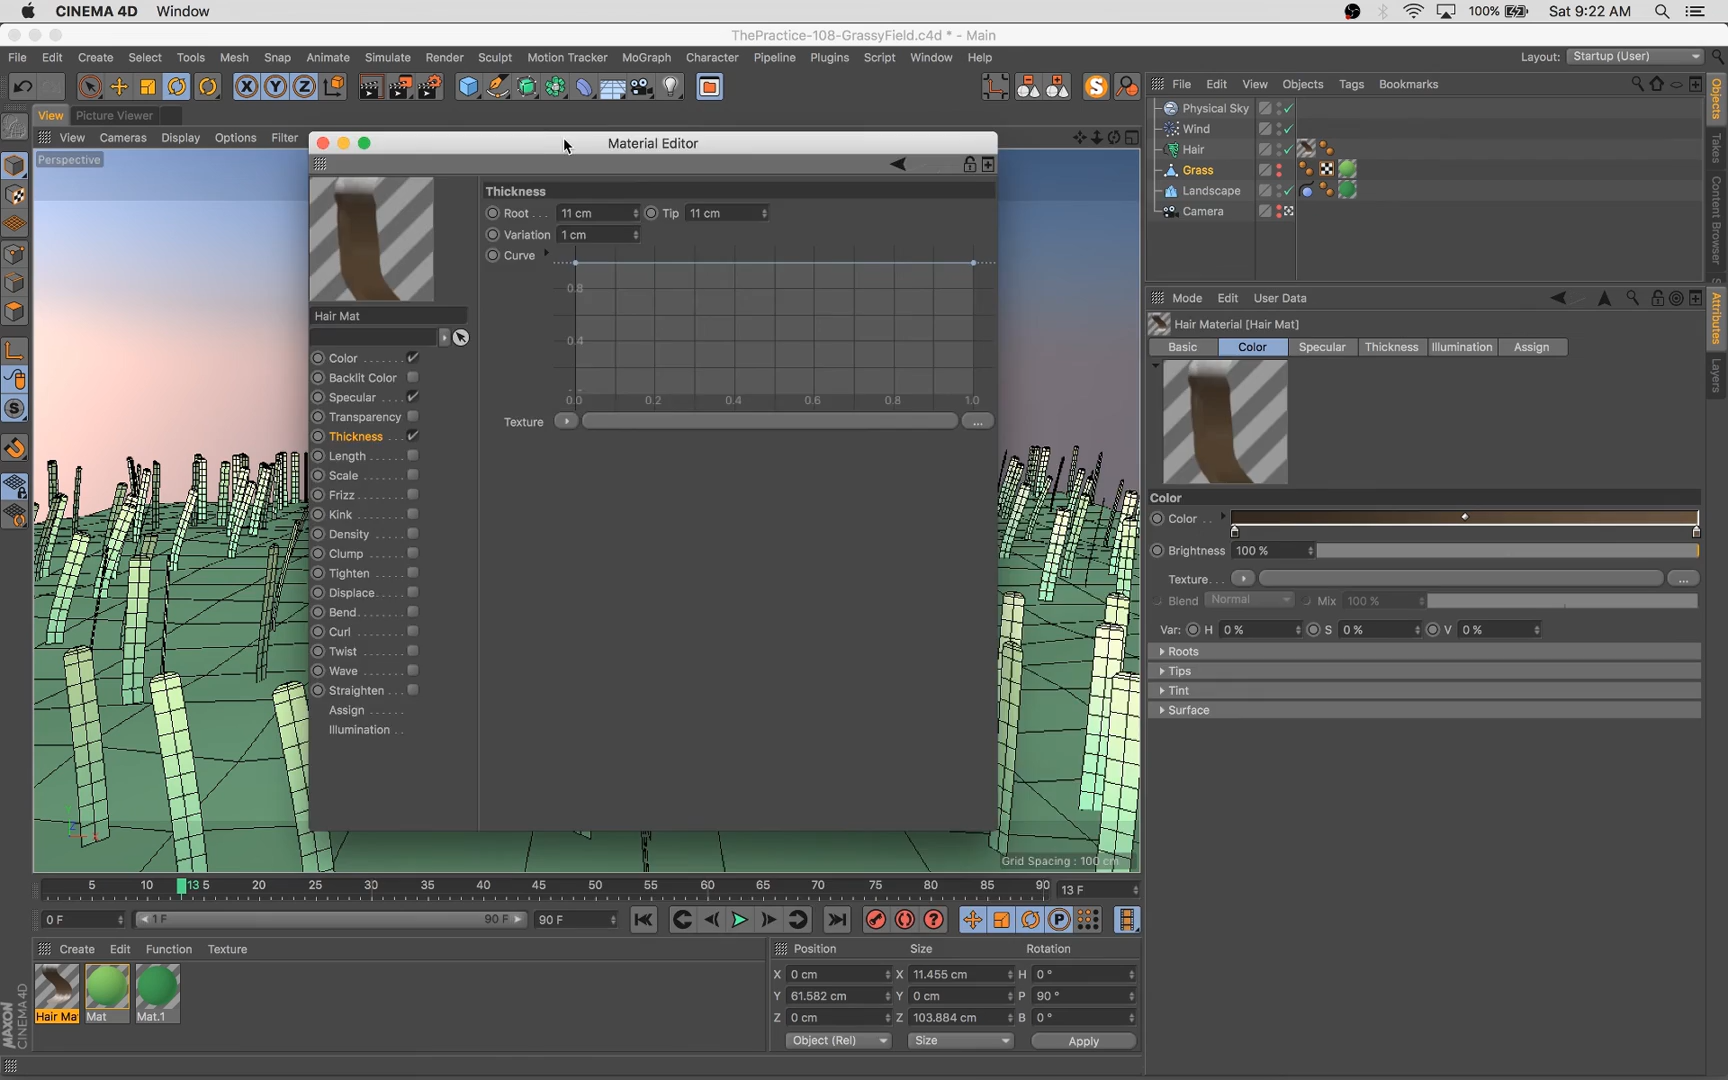 CINEMA 4D Window 100% Sat 9:22 AM
ThePractice-108-GrassyField.c4d * - Main
File Edit Create Select Tools Mesh Snap Animate Simulate Render Sculpt Motion Tracker MoGraph Character Pipeline Plugins Script Window Help Layout: Startup (User)
File Edit View Objects Tags Bookmarks
View Picture Viewer
View Cameras Display Options Filter
Perspective
Physical Sky
Wind
Hair
Grass
Landscape
Camera
Objects
Takes
Content Browser
Attributes
Layers
Material Editor
Thickness
Root . . . 11 cm Tip 11 cm
Variation 1 cm
Curve
0.8
0.4
0.0 0.2 0.4 0.6 0.8 1.0
Texture ...
Hair Mat
Color
Backlit Color
Specular
Transparency
Thickness
Length
Scale
Frizz
Kink
Density
Clump
Tighten
Displace
Bend
Curl
Twist
Wave
Straighten
Assign
Illumination
Mode Edit User Data
Hair Material [Hair Mat]
Basic Color Specular Thickness Illumination Assign
Color
Color . .
Brightness 100 %
Texture. . . ...
Blend Normal Mix 100 %
Var: H 0 % S 0 % V 0 %
Roots
Tips
Tint
Surface
Grid Spacing : 100 cm
5 10 13 5 20 25 30 35 40 45 50 55 60 65 70 75 80 85 90 13 F
0 F 1 F 90 F 90 F
Create Edit Function Texture
Hair Ma Mat Mat.1
Position Size Rotation
X 0 cm X 11.455 cm H 0 °
Y 61.582 cm Y 0 cm P 90 °
Z 0 cm Z 103.884 cm B 0 °
Object (Rel) Size Apply
MAXON
CINEMA 4D